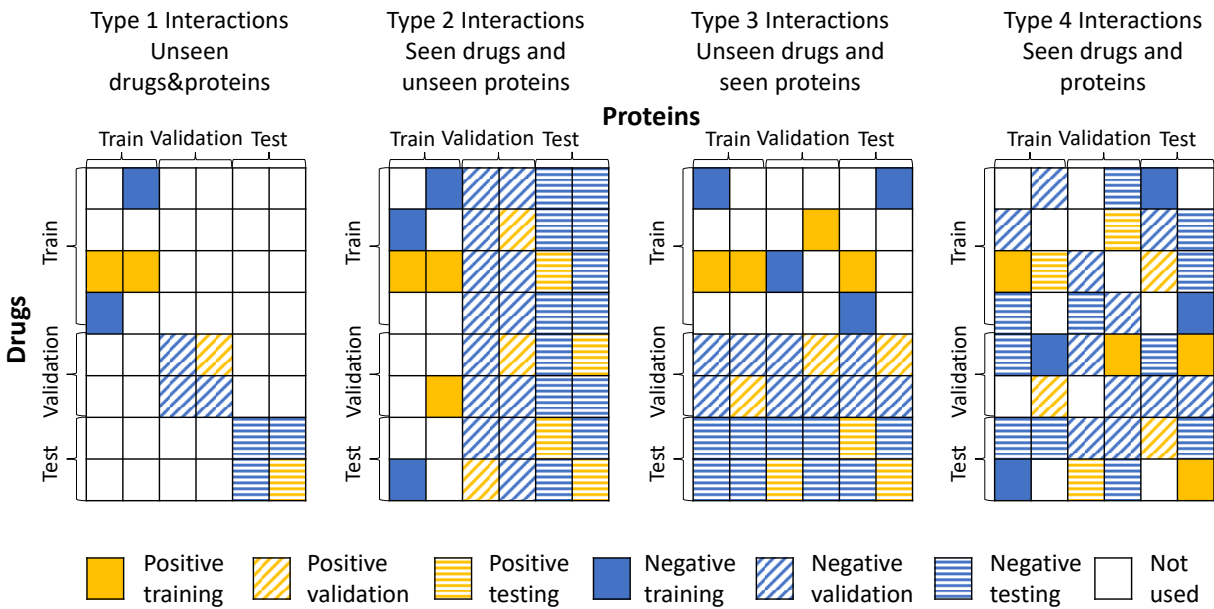 Type 1 Interactions
Unseen
drugs&proteins
Type 2 Interactions
Seen drugs and
unseen proteins
Type 3 Interactions
Unseen drugs and
seen proteins
Type 4 Interactions
Seen drugs and
proteins
Proteins
Train Validation Test
Train Validation Test
Train Validation Test
Train Validation Test
Drugs
Train
Validation
Test
Train
Validation
Test
Train
Validation
Test
Train
Validation
Test
Positive
training
Positive
validation
Positive
testing
Negative
training
Negative
validation
Negative
testing
Not
used